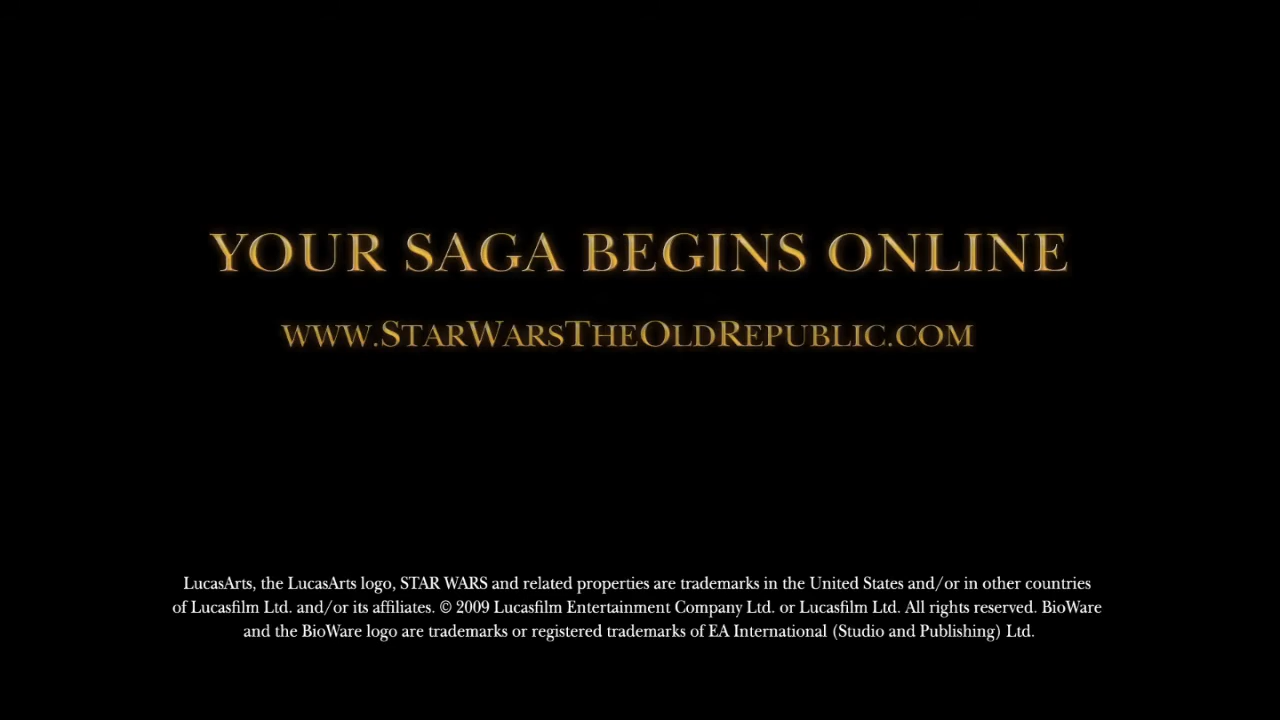 YOUR SAGA BEGINS ONLINE
WWW.STARWARSTHEOLDREPUBLIC.COM
LucasArts, the LucasArts logo, STAR WARS and related properties are trademarks in the United States and/or in other countries
of Lucasfilm Ltd. and/or its affiliates. © 2009 Lucasfilm Entertainment Company Ltd. or Lucasfilm Ltd. All rights reserved. BioWare
and the BioWare logo are trademarks or registered trademarks of EA International (Studio and Publishing) Ltd.